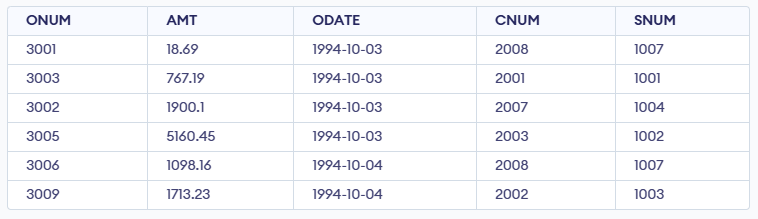 ONUM AMT ODATE CNUM SNUM
3001 18.69 1994-10-03 2008 1007
3003 767.19 1994-10-03 2001 1001
3002 1900.1 1994-10-03 2007 1004
3005 5160.45 1994-10-03 2003 1002
3006 1098.16 1994-10-04 2008 1007
3009 1713.23 1994-10-04 2002 1003